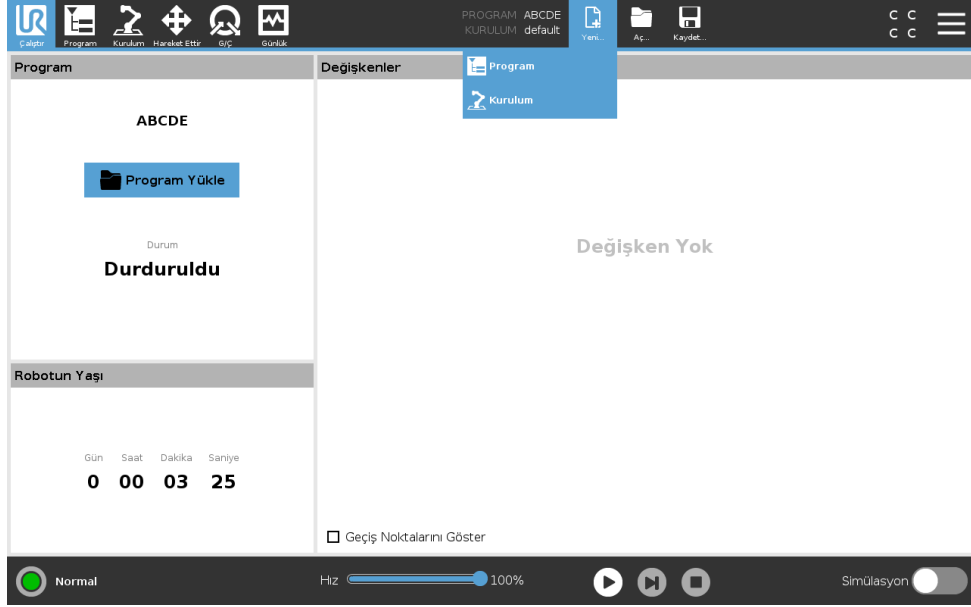 UR
Çalıştır
Program
Kurulum
Hareket Ettir
G/Ç
Günlük
PROGRAM ABCDE
KURULUM default
Yeni...
Aç...
Kaydet...
C C
C C
Program
Değişkenler
Program
Kurulum
ABCDE
Program Yükle
Durum
Durduruldu
Değişken Yok
Robotun Yaşı
Gün Saat Dakika Saniye
0 00 03 25
Geçiş Noktalarını Göster
Normal
Hız 100%
Simülasyon